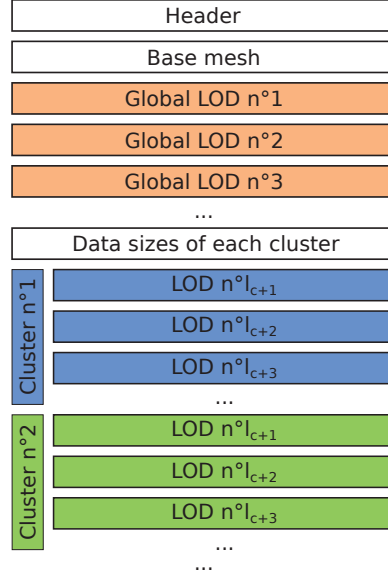 Header
Base mesh
Global LOD n°1
Global LOD n°2
Global LOD n°3
...
Data sizes of each cluster
Cluster n°1
LOD n°l_{c+1}
LOD n°l_{c+2}
LOD n°l_{c+3}
...
Cluster n°2
LOD n°l_{c+1}
LOD n°l_{c+2}
LOD n°l_{c+3}
...
...